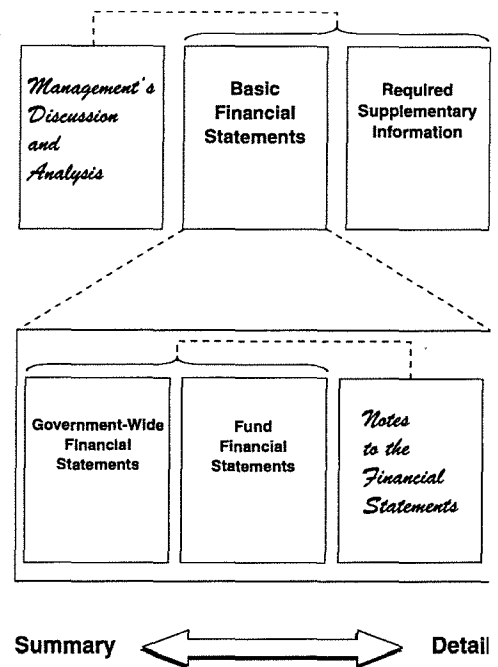 Management's
Discussion
and
Analysis
Basic
Financial
Statements
Required
Supplementary
Information
Government-Wide
Financial
Statements
Fund
Financial
Statements
Notes
to the
Financial
Statements
Summary
Detail